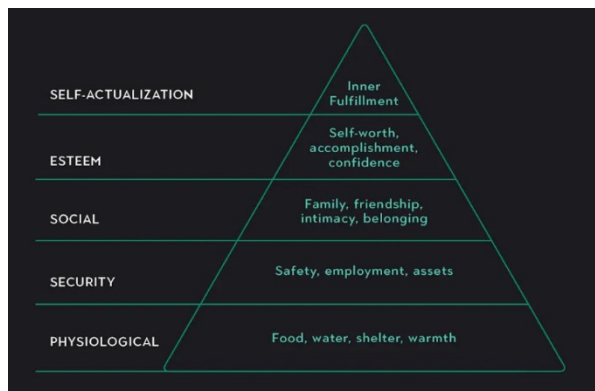 SELF-ACTUALIZATION
Inner
Fulfillment
ESTEEM
Self-worth,
accomplishment,
confidence
SOCIAL
Family, friendship,
intimacy, belonging
SECURITY
Safety, employment, assets
PHYSIOLOGICAL
Food, water, shelter, warmth